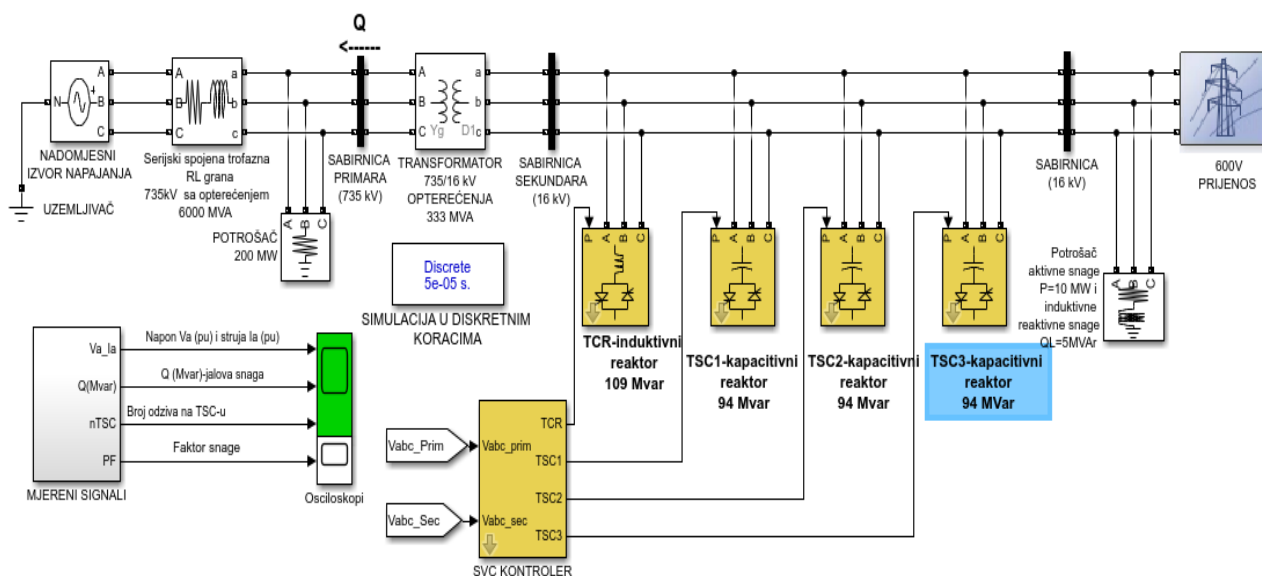 Q
<------
N
A
B
C
NADOMJESNI
IZVOR NAPAJANJA
UZEMLJIVAČ
A
B
C
a
b
c
Serijski spojena trofazna
RL grana
735kV sa opterećenjem
6000 MVA
A
B
C
POTROŠAČ
200 MW
SABIRNICA
PRIMARA
(735 kV)
A
B
C
Yg
D1
a
b
c
TRANSFORMATOR
735/16 kV
OPTEREĆENJA
333 MVA
SABIRNICA
SEKUNDARA
(16 kV)
SABIRNICA
(16 kV)
600V
PRIJENOS
P
A
B
C
TCR-induktivni
reaktor
109 Mvar
P
A
B
C
TSC1-kapacitivni
reaktor
94 Mvar
P
A
B
C
TSC2-kapacitivni
reaktor
94 Mvar
P
A
B
C
TSC3-kapacitivni
reaktor
94 MVar
Potrošač
aktivne snage
P=10 MW i
induktivne
reaktivne snage
QL=5MVAr
A
B
C
Discrete
5e-05 s.
SIMULACIJA U DISKRETNIM
KORACIMA
Va_Ia
Q(Mvar)
nTSC
PF
MJERENI SIGNALI
Napon Va (pu) i struja Ia (pu)
Q (Mvar)-jalova snaga
Broj odziva na TSC-u
Faktor snage
Osciloskopi
Vabc_Prim
Vabc_Sec
Vabc_prim
Vabc_sec
TCR
TSC1
TSC2
TSC3
SVC KONTROLER